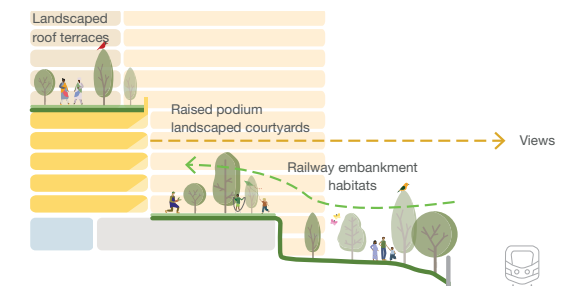 Landscaped
roof terraces
Raised podium
landscaped courtyards
Views
Railway embankment
habitats